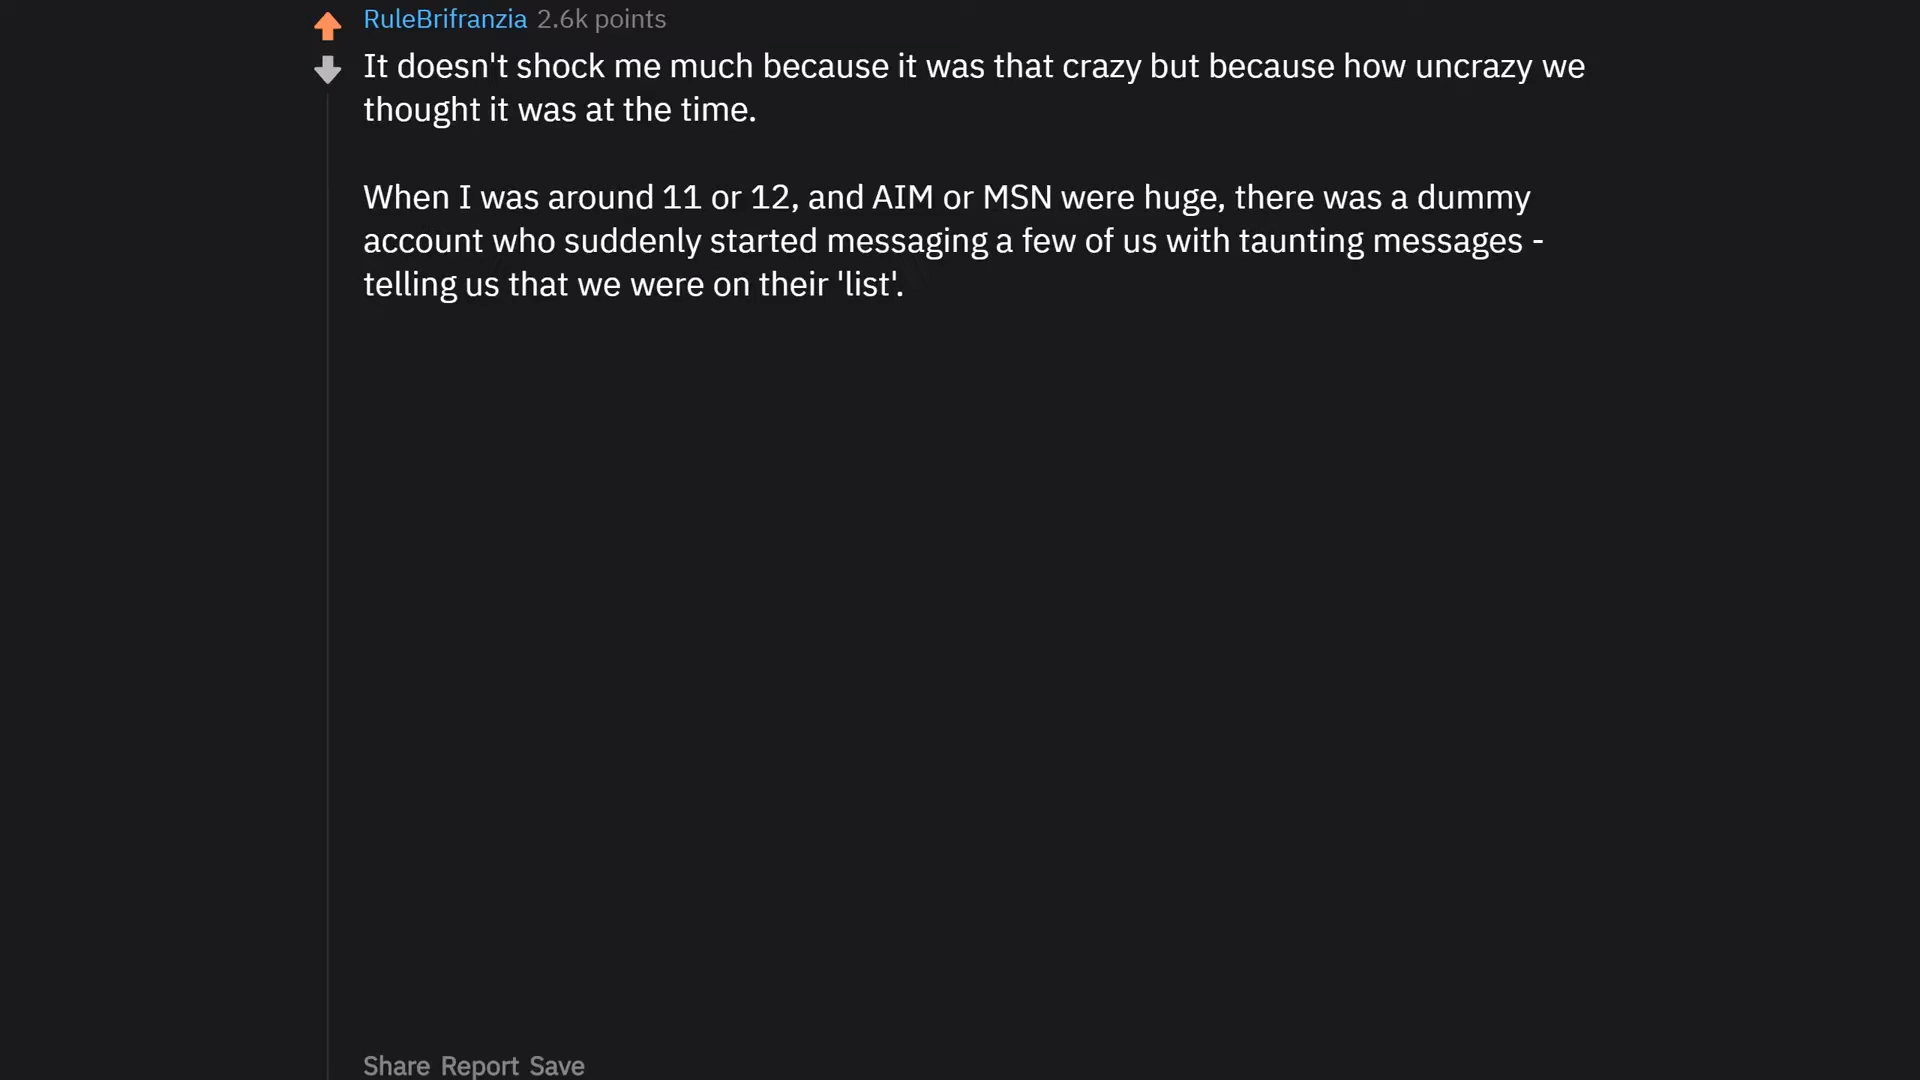 RuleBrifranzia 2.6k points
It doesn't shock me much because it was that crazy but because how uncrazy we
thought it was at the time.
When I was around 11 or 12, and AIM or MSN were huge, there was a dummy
account who suddenly started messaging a few of us with taunting messages -
telling us that we were on their 'list'.
Share Report Save